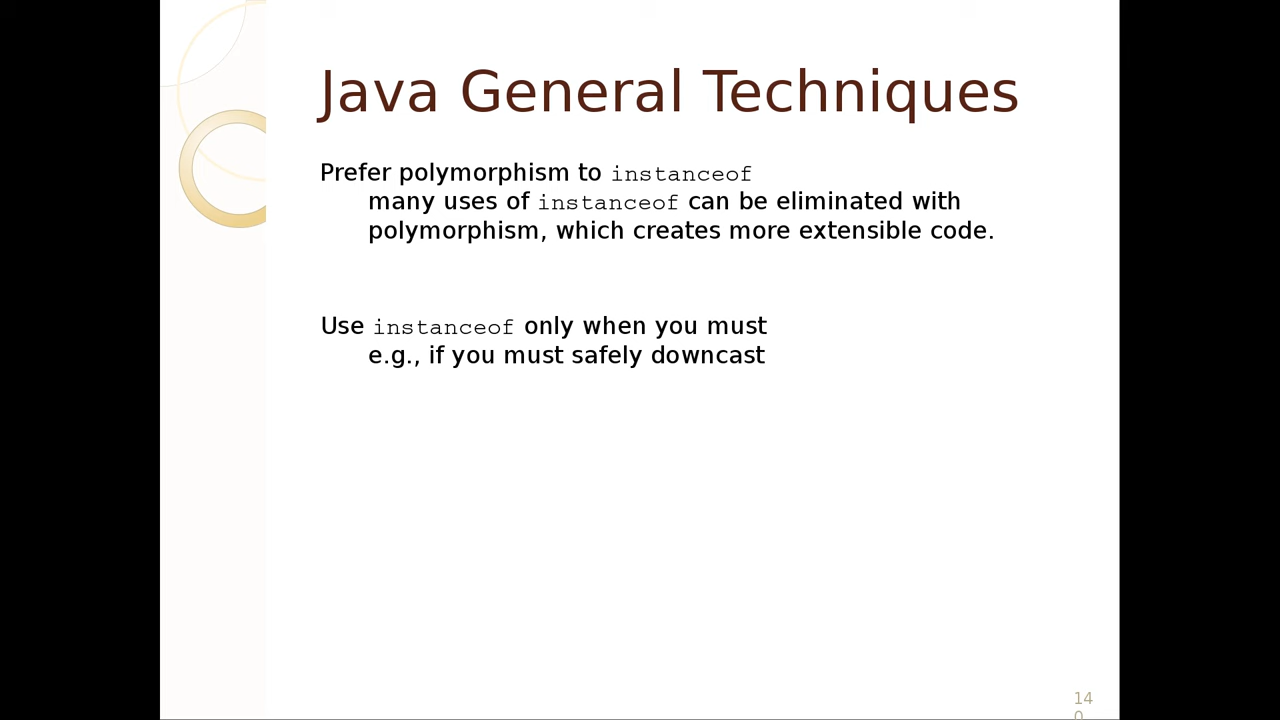 Java General Techniques
Prefer polymorphism to instanceof
many uses of instanceof can be eliminated with
polymorphism, which creates more extensible code.
Use instanceof only when you must
e.g., if you must safely downcast
14
0